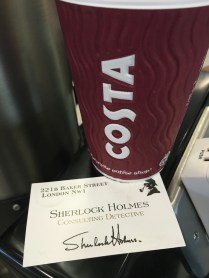 COSTA
221B BAKER STREET
LONDON NW1
SHERLOCK HOLMES
CONSULTING DETECTIVE
Sherlock Holmes.